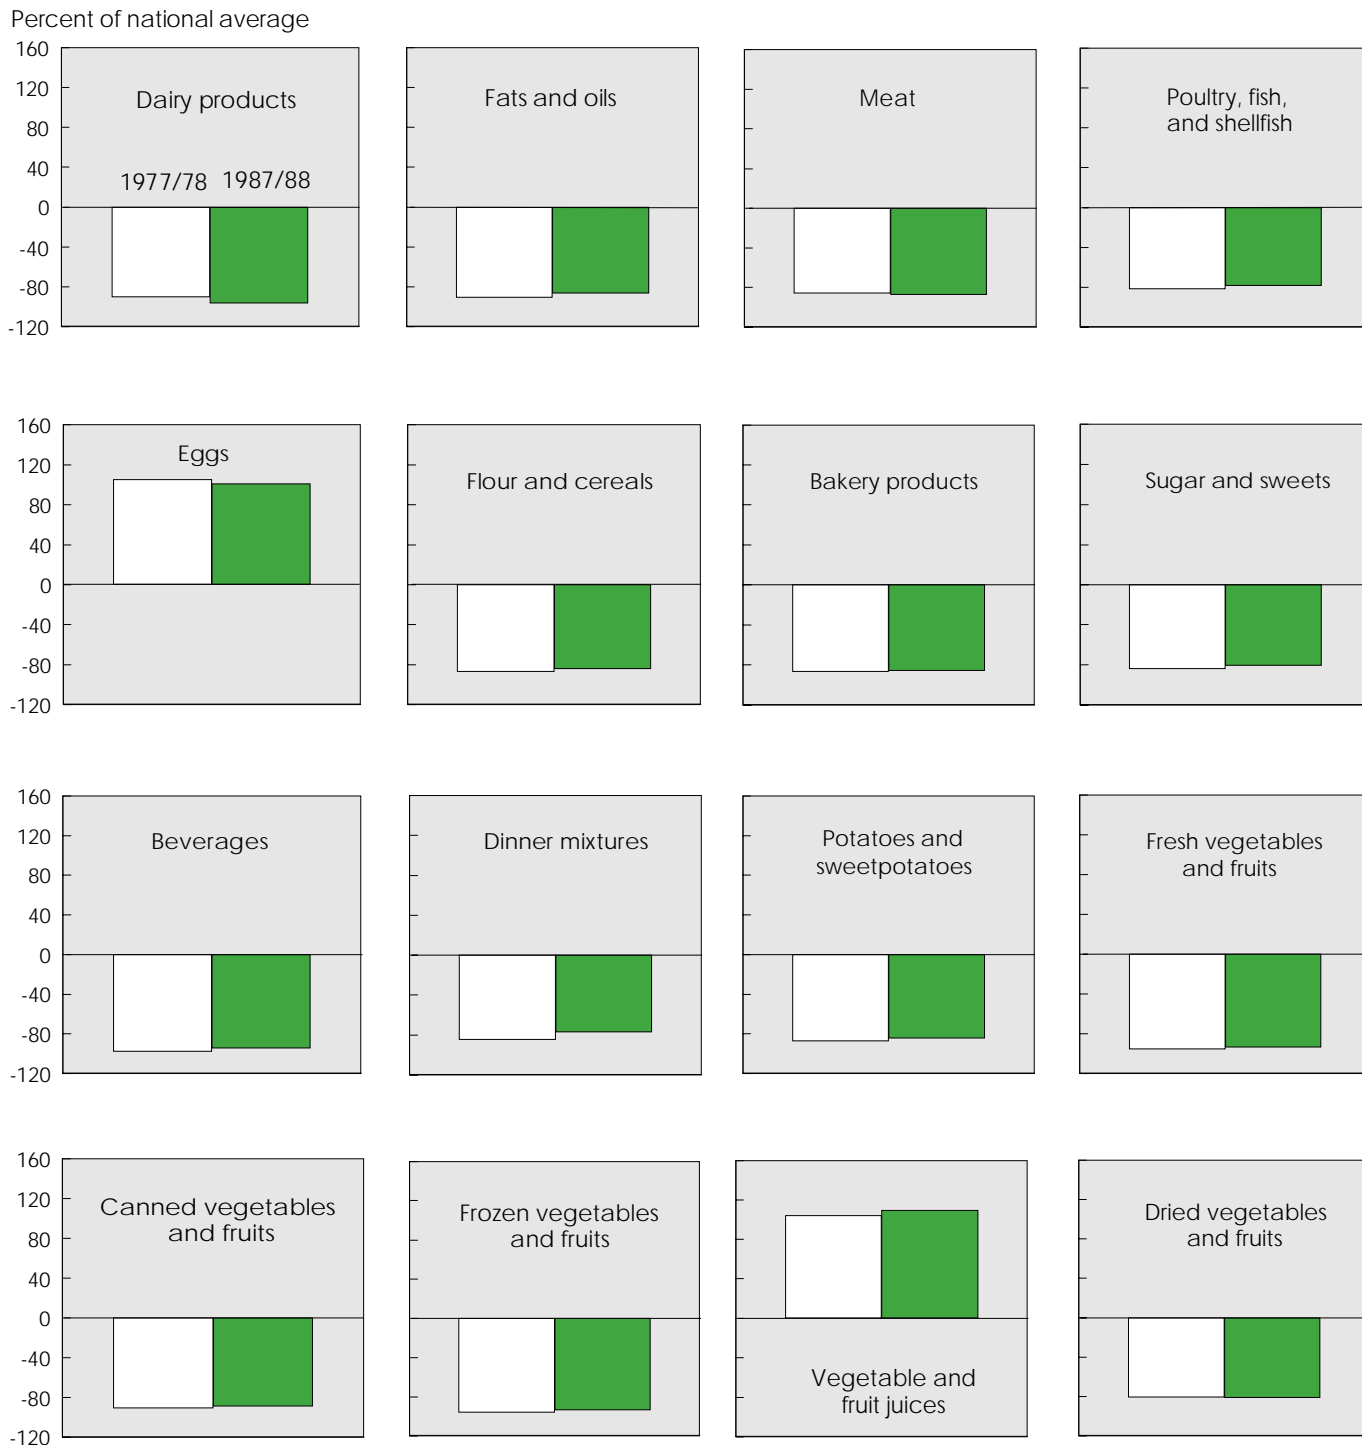 Percent of national average
160
120
80
40
0
-40
-80
-120
Dairy products
1977/78 1987/88
Fats and oils
Meat
Poultry, fish,
and shellfish
160
120
80
40
0
-40
-80
-120
Eggs
Flour and cereals
Bakery products
Sugar and sweets
160
120
80
40
0
-40
-80
-120
Beverages
Dinner mixtures
Potatoes and
sweetpotatoes
Fresh vegetables
and fruits
160
120
80
40
0
-40
-80
-120
Canned vegetables
and fruits
Frozen vegetables
and fruits
Vegetable and
fruit juices
Dried vegetables
and fruits